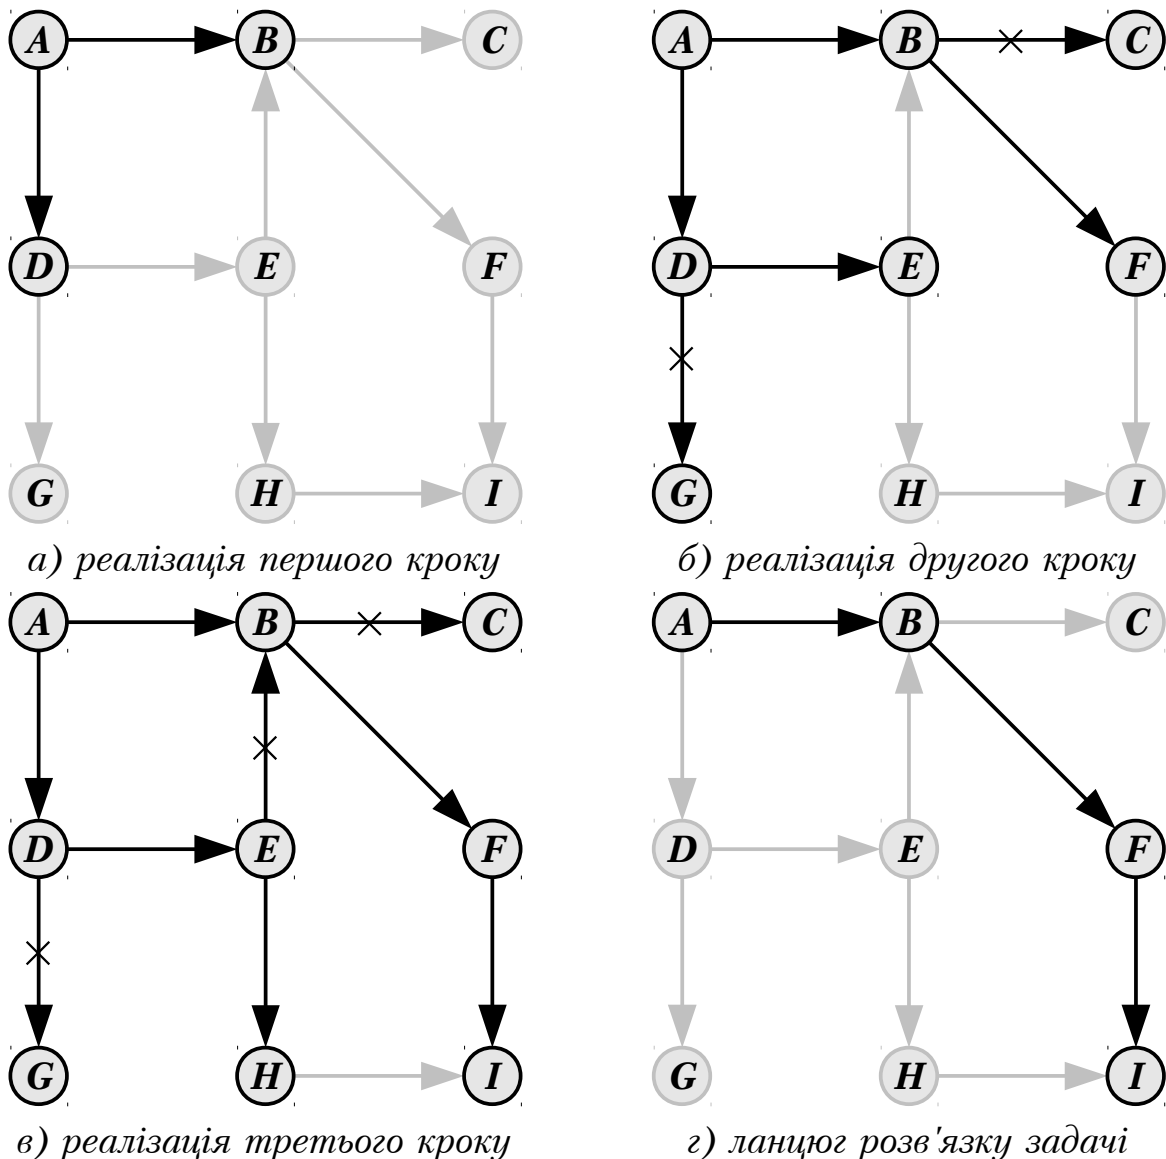 A B C
D E F
G H I
а) реалізація першого кроку
A B C
D E F
G H I
б) реалізація другого кроку
A B C
D E F
G H I
в) реалізація третього кроку
A B C
D E F
G H I
г) ланцюг розв'язку задачі